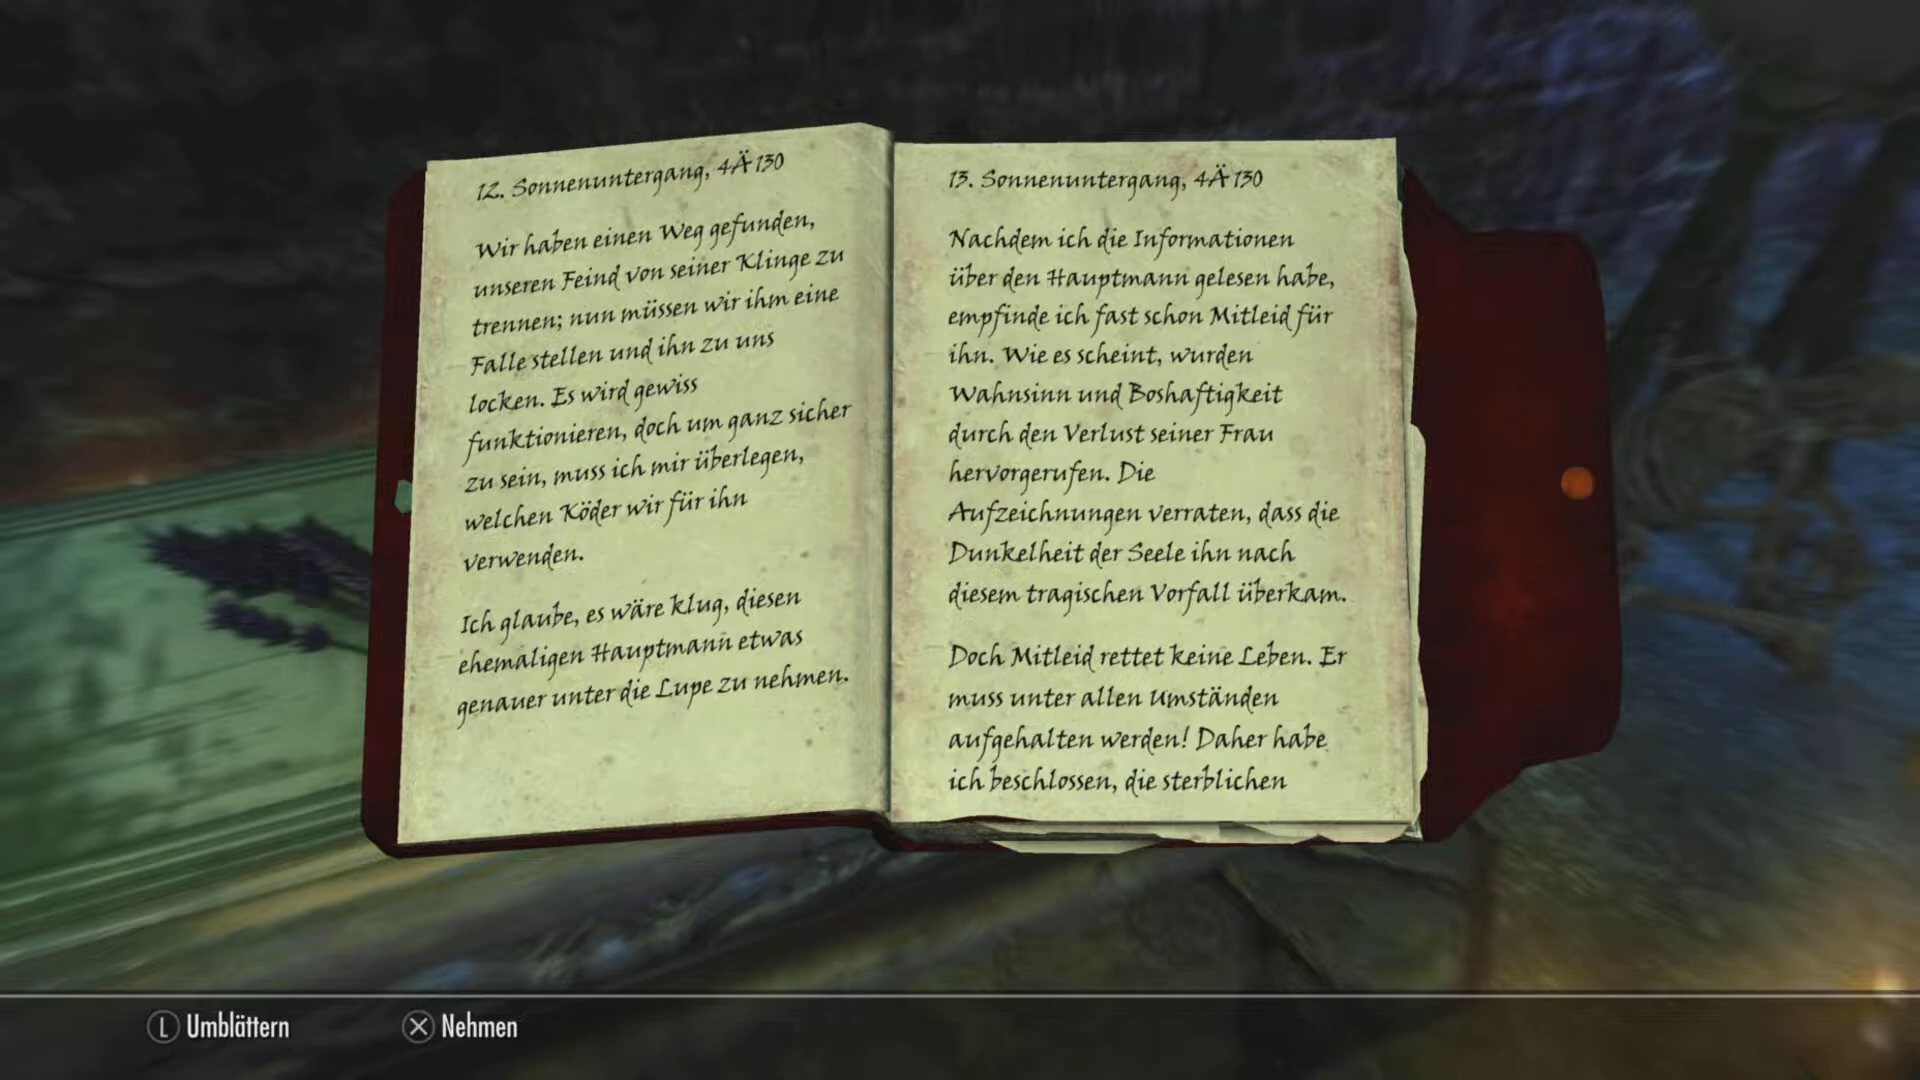 12. Sonnenuntergang, 4Ä 130
Wir haben einen Weg gefunden,
unseren Feind von seiner Klinge zu
trennen; nun müssen wir ihm eine
Falle stellen und ihn zu uns
locken. Es wird gewiss
funktionieren, doch um ganz sicher
zu sein, muss ich mir überlegen,
welchen Köder wir für ihn
verwenden.
Ich glaube, es wäre klug, diesen
ehemaligen Hauptmann etwas
genauer unter die Lupe zu nehmen.
13. Sonnenuntergang, 4Ä 130
Nachdem ich die Informationen
über den Hauptmann gelesen habe,
empfinde ich fast schon Mitleid für
ihn. Wie es scheint, wurden
Wahnsinn und Boshaftigkeit
durch den Verlust seiner Frau
hervorgerufen. Die
Aufzeichnungen verraten, dass die
Dunkelheit der Seele ihn nach
diesem tragischen Vorfall überkam.
Doch Mitleid rettet keine Leben. Er
muss unter allen Umständen
aufgehalten werden! Daher habe
ich beschlossen, die sterblichen
L Umblättern
X Nehmen